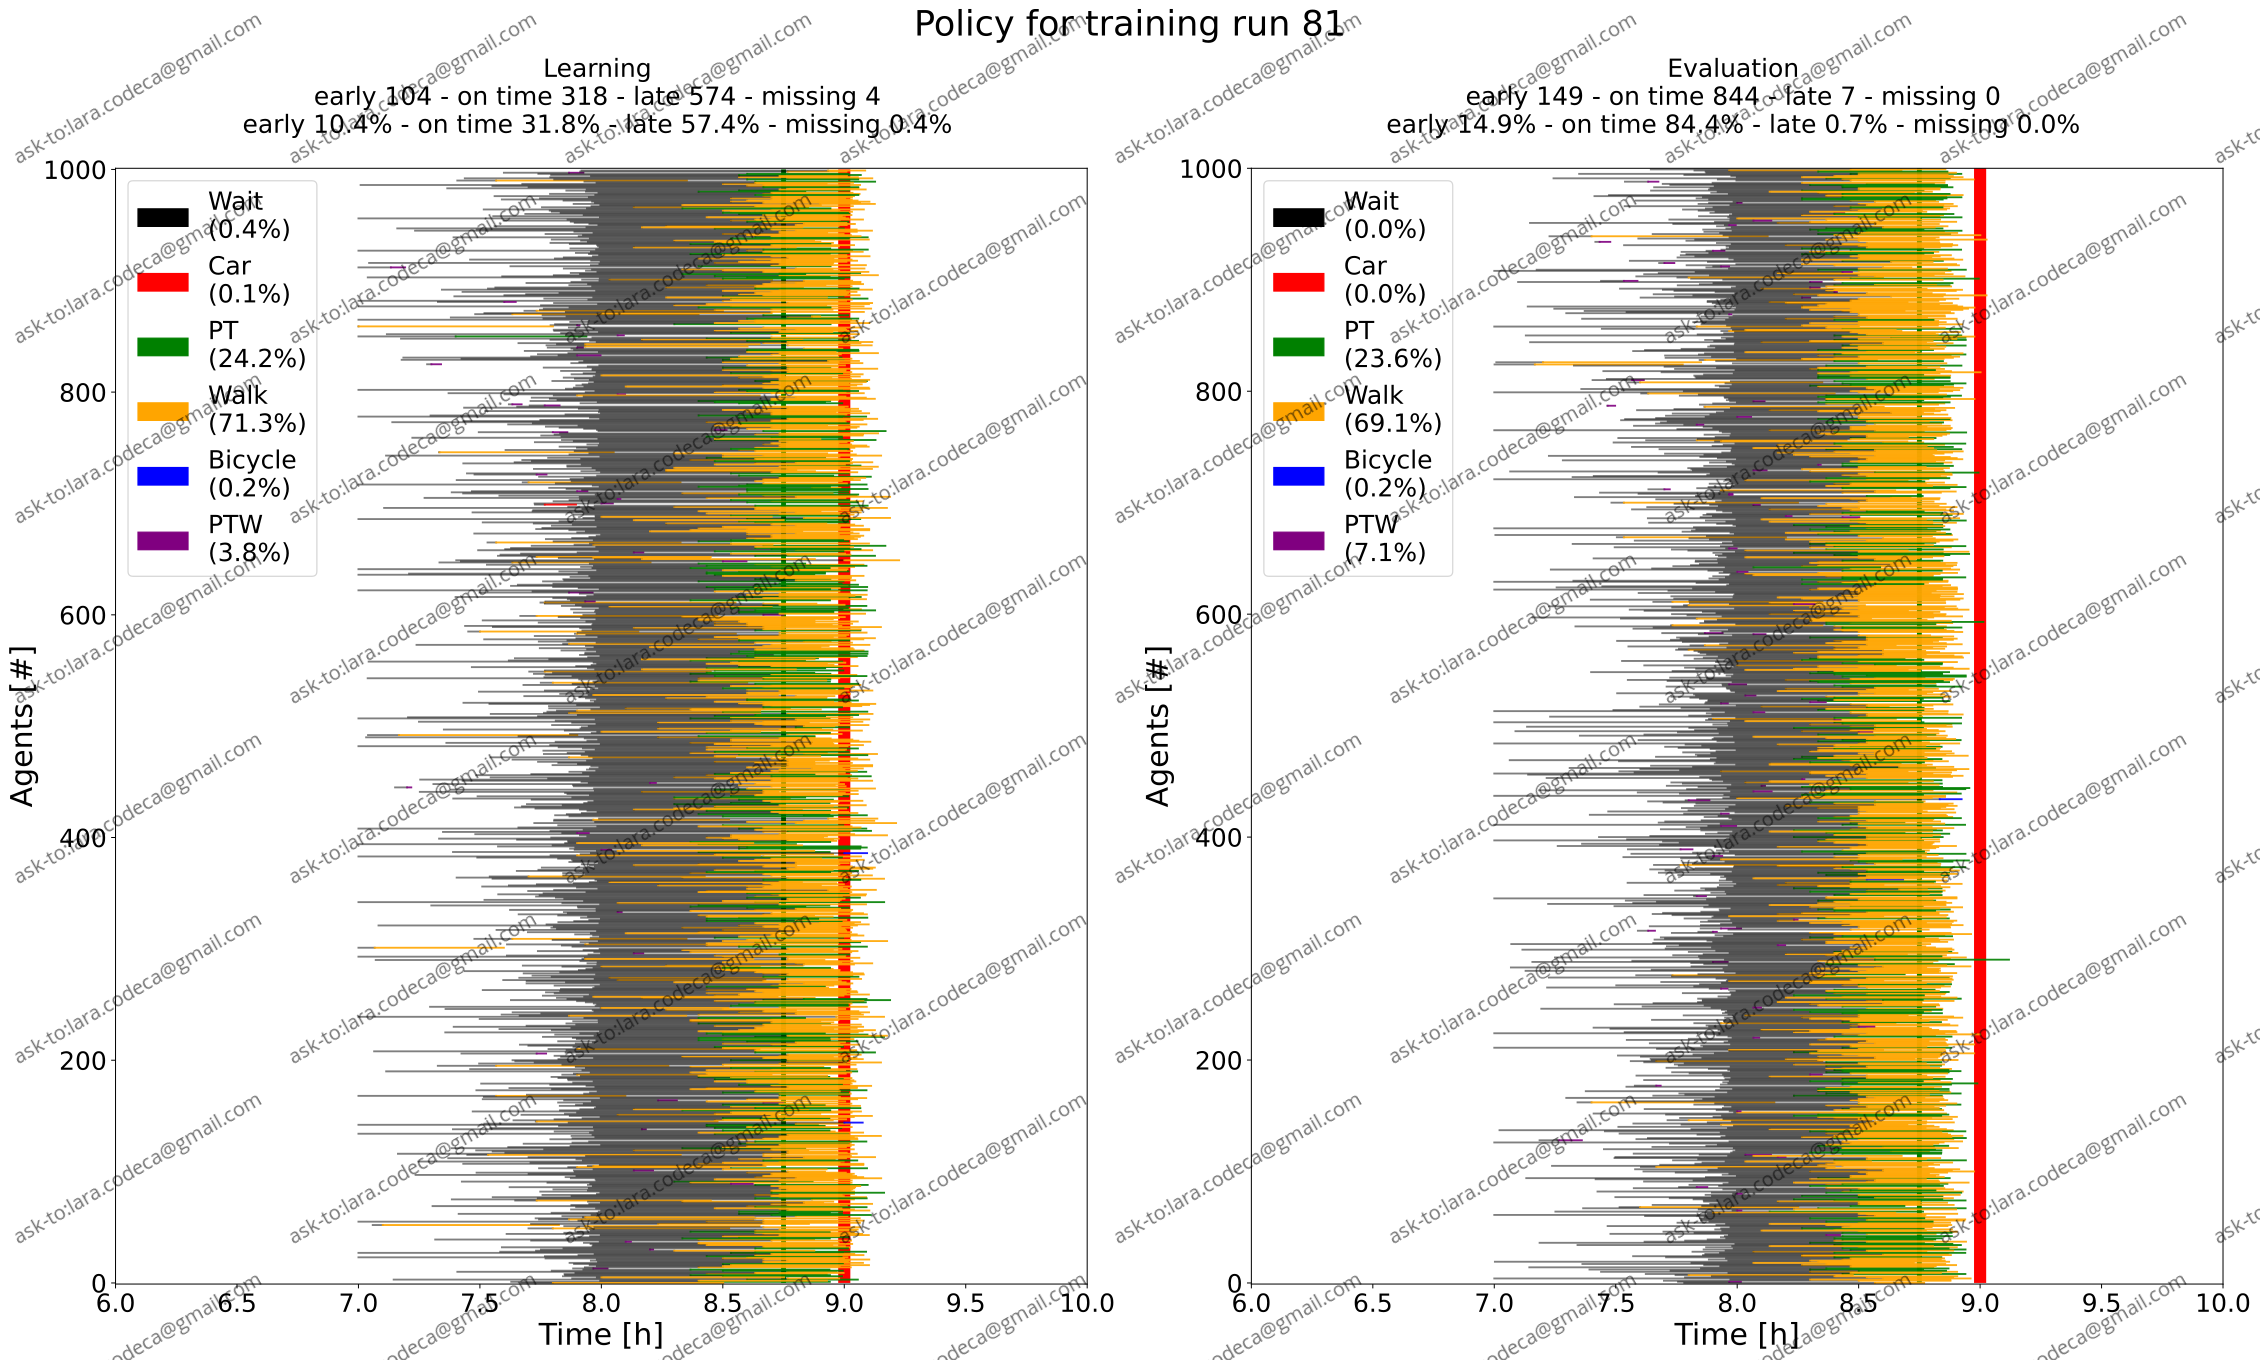 Policy for training run 81
Learning
early 104 - on time 318 - late 574 - missing 4
early 10.4% - on time 31.8% - late 57.4% - missing 0.4%
Agents [#]
1000
800
600
400
200
0
Wait
(0.4%)
Car
(0.1%)
PT
(24.2%)
Walk
(71.3%)
Bicycle
(0.2%)
PTW
(3.8%)
6.0 6.5 7.0 7.5 8.0 8.5 9.0 9.5 10.0
Time [h]
Evaluation
early 149 - on time 844 - late 7 - missing 0
early 14.9% - on time 84.4% - late 0.7% - missing 0.0%
Agents [#]
1000
800
600
400
200
0
Wait
(0.0%)
Car
(0.0%)
PT
(23.6%)
Walk
(69.1%)
Bicycle
(0.2%)
PTW
(7.1%)
6.0 6.5 7.0 7.5 8.0 8.5 9.0 9.5 10.0
Time [h]
ask-to:lara.codeca@gmail.com